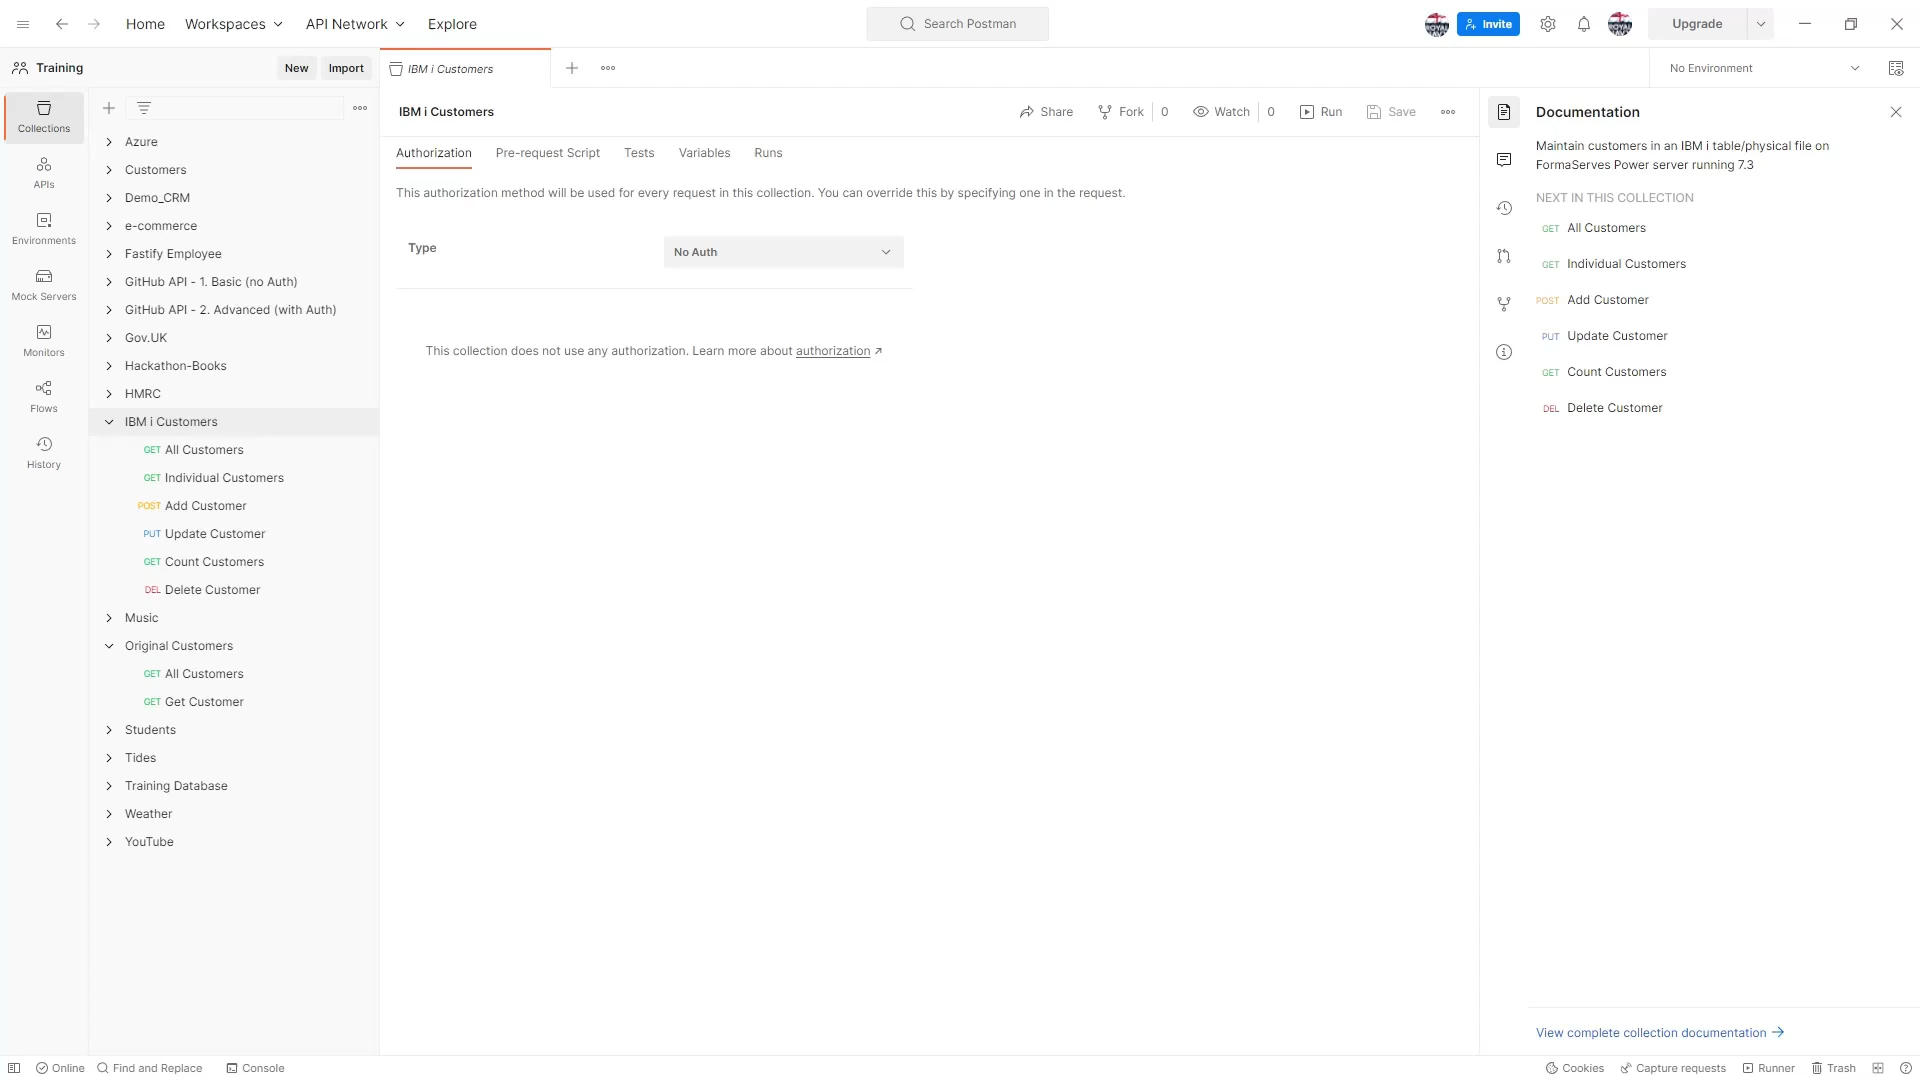 Home
Workspaces
API Network
Explore
Search Postman
Invite
Upgrade
Training
New
Import
IBM i Customers
No Environment
Collections
APIs
Environments
Mock Servers
Monitors
Flows
History
Azure
Customers
Demo_CRM
e-commerce
Fastify Employee
GitHub API - 1. Basic (no Auth)
GitHub API - 2. Advanced (with Auth)
Gov.UK
Hackathon-Books
HMRC
IBM i Customers
GET All Customers
GET Individual Customers
POST Add Customer
PUT Update Customer
GET Count Customers
DEL Delete Customer
Music
Original Customers
GET All Customers
GET Get Customer
Students
Tides
Training Database
Weather
YouTube
IBM i Customers
Share
Fork 0
Watch 0
Run
Save
Authorization
Pre-request Script
Tests
Variables
Runs
This authorization method will be used for every request in this collection. You can override this by specifying one in the request.
Type
No Auth
This collection does not use any authorization. Learn more about authorization ↗
Documentation
Maintain customers in an IBM i table/physical file on
FormaServes Power server running 7.3
NEXT IN THIS COLLECTION
GET All Customers
GET Individual Customers
POST Add Customer
PUT Update Customer
GET Count Customers
DEL Delete Customer
View complete collection documentation →
Online
Find and Replace
Console
Cookies
Capture requests
Runner
Trash